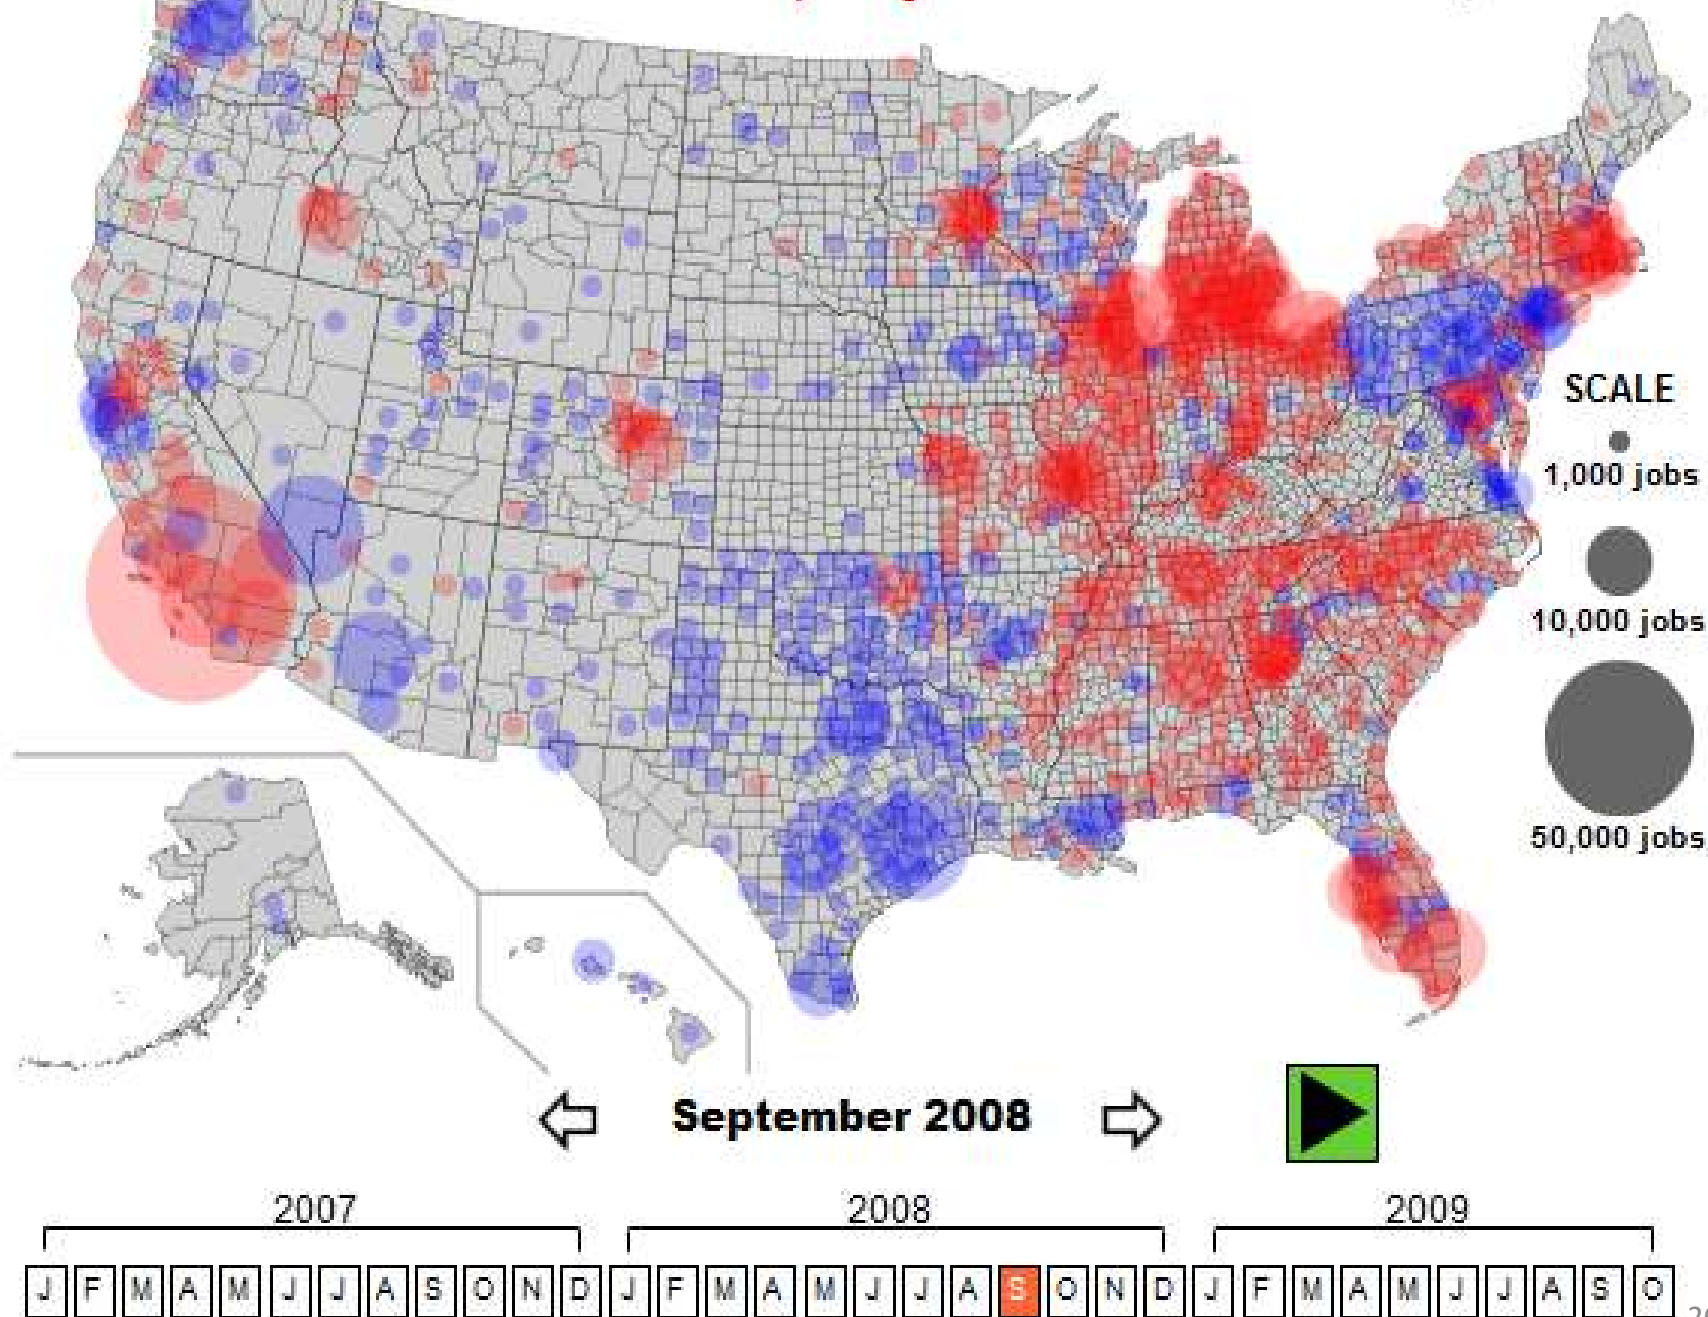 SCALE
1,000 jobs
10,000 jobs
50,000 jobs
September 2008
2007 2008 2009
J F M A M J J A S O N D J F M A M J J A S O N D J F M A M J J A S O